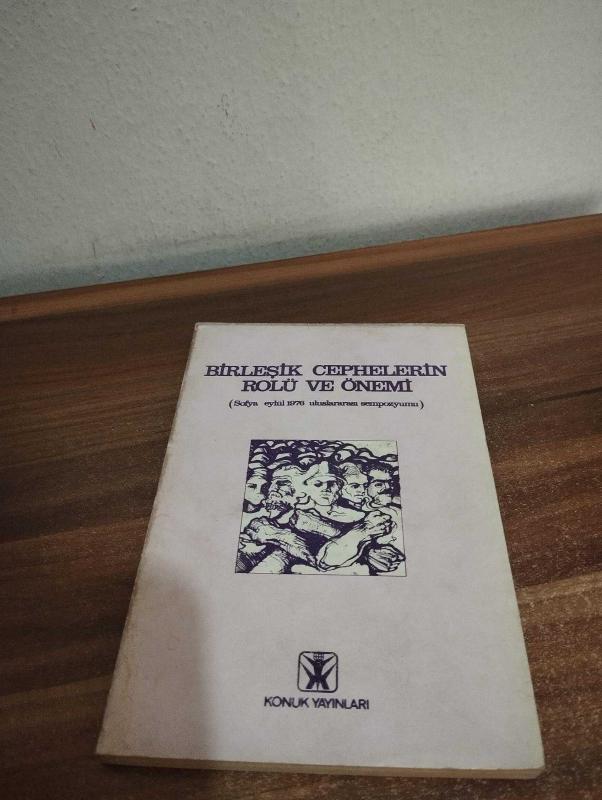 BİRLEŞİK CEPHELERİN
ROLÜ VE ÖNEMİ
(Sofya eylül 1976 uluslararası sempozyumu)
KONUK YAYINLARI